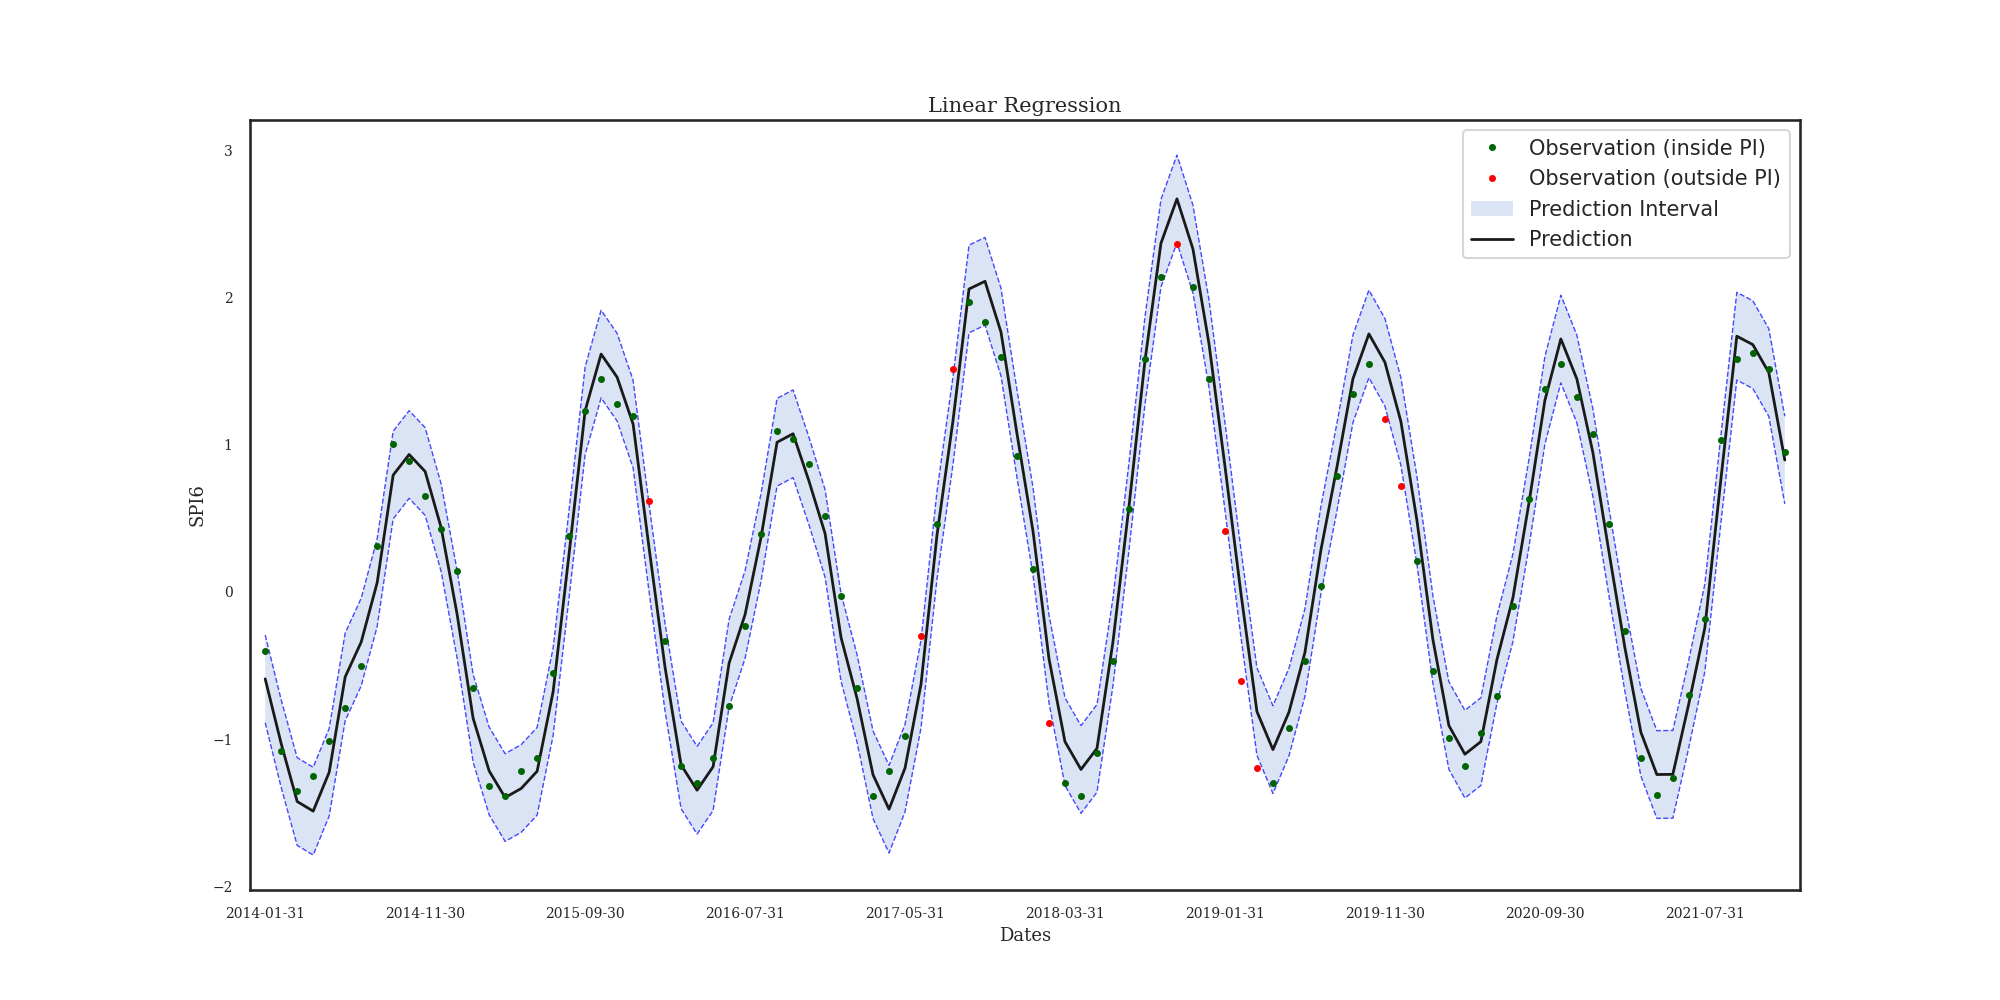 Linear Regression
Observation (inside PI)
Observation (outside PI)
Prediction Interval
Prediction
SPI6
3
2
1
0
−1
−2
2014-01-31 2014-11-30 2015-09-30 2016-07-31 2017-05-31 2018-03-31 2019-01-31 2019-11-30 2020-09-30 2021-07-31
Dates